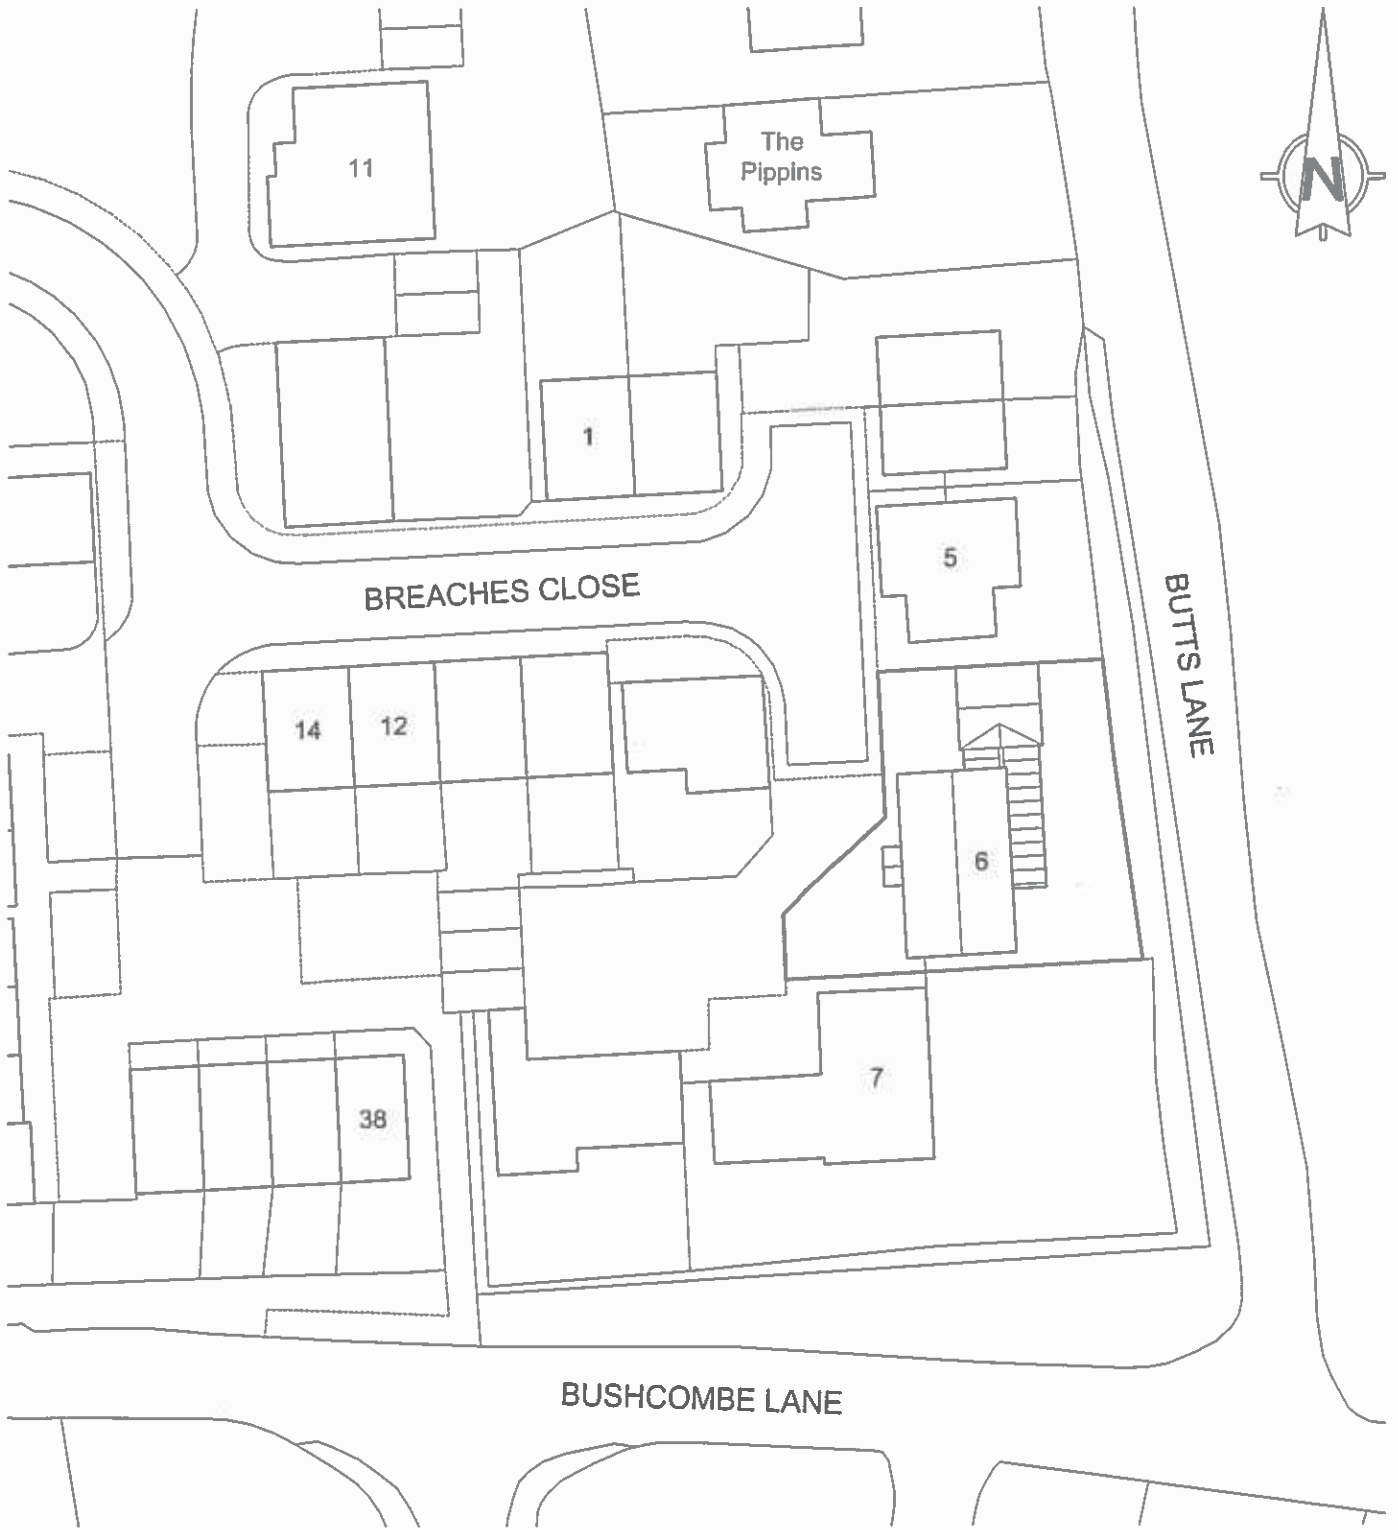 The
Pippins
11
N
1
5
BREACHES CLOSE
BUTTS LANE
14
12
6
7
38
BUSHCOMBE LANE